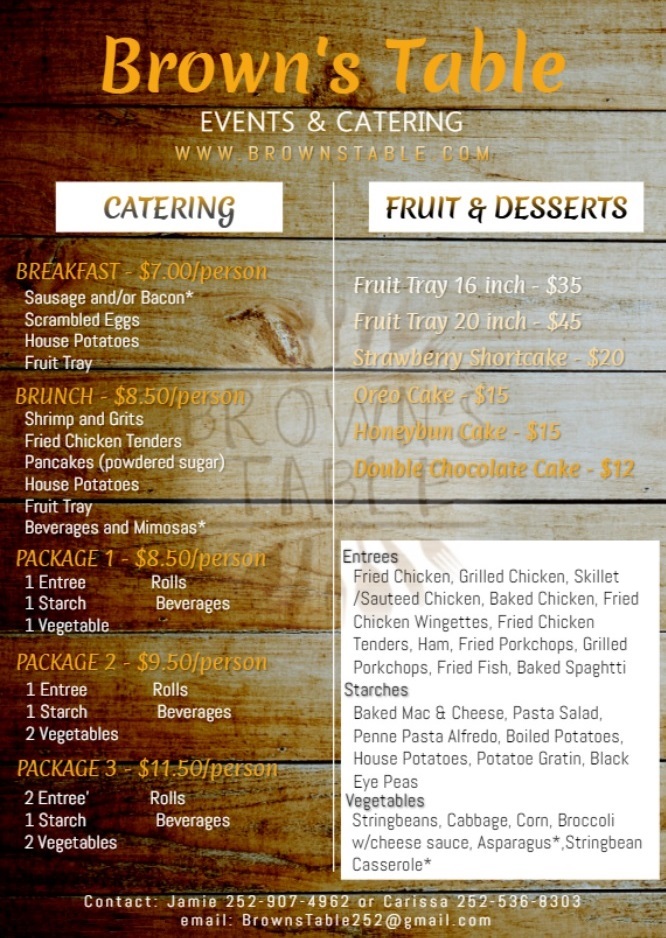 Brown's Table
EVENTS & CATERING
WWW.BROWNSTABLE.COM
CATERING
BREAKFAST - $7.00/person
Sausage and/or Bacon*
Scrambled Eggs
House Potatoes
Fruit Tray
BRUNCH - $8.50/person
Shrimp and Grits
Fried Chicken Tenders
Pancakes (powdered sugar)
House Potatoes
Fruit Tray
Beverages and Mimosas*
PACKAGE 1 - $8.50/person
1 Entree Rolls
1 Starch Beverages
1 Vegetable
PACKAGE 2 - $9.50/person
1 Entree Rolls
1 Starch Beverages
2 Vegetables
PACKAGE 3 - $11.50/person
2 Entree' Rolls
1 Starch Beverages
2 Vegetables
FRUIT & DESSERTS
Fruit Tray 16 inch - $35
Fruit Tray 20 inch - $45
Strawberry Shortcake - $20
Oreo Cake - $15
Honeybun Cake - $15
Double Chocolate Cake - $12
BROWN'S
TABLE
Entrees
Fried Chicken, Grilled Chicken, Skillet
/Sauteed Chicken, Baked Chicken, Fried
Chicken Wingettes, Fried Chicken
Tenders, Ham, Fried Porkchops, Grilled
Porkchops, Fried Fish, Baked Spaghtti
Starches
Baked Mac & Cheese, Pasta Salad,
Penne Pasta Alfredo, Boiled Potatoes,
House Potatoes, Potatoe Gratin, Black
Eye Peas
Vegetables
Stringbeans, Cabbage, Corn, Broccoli
w/cheese sauce, Asparagus*,Stringbean
Casserole*
Contact: Jamie 252-907-4962 or Carissa 252-536-8303
email: BrownsTable252@gmail.com